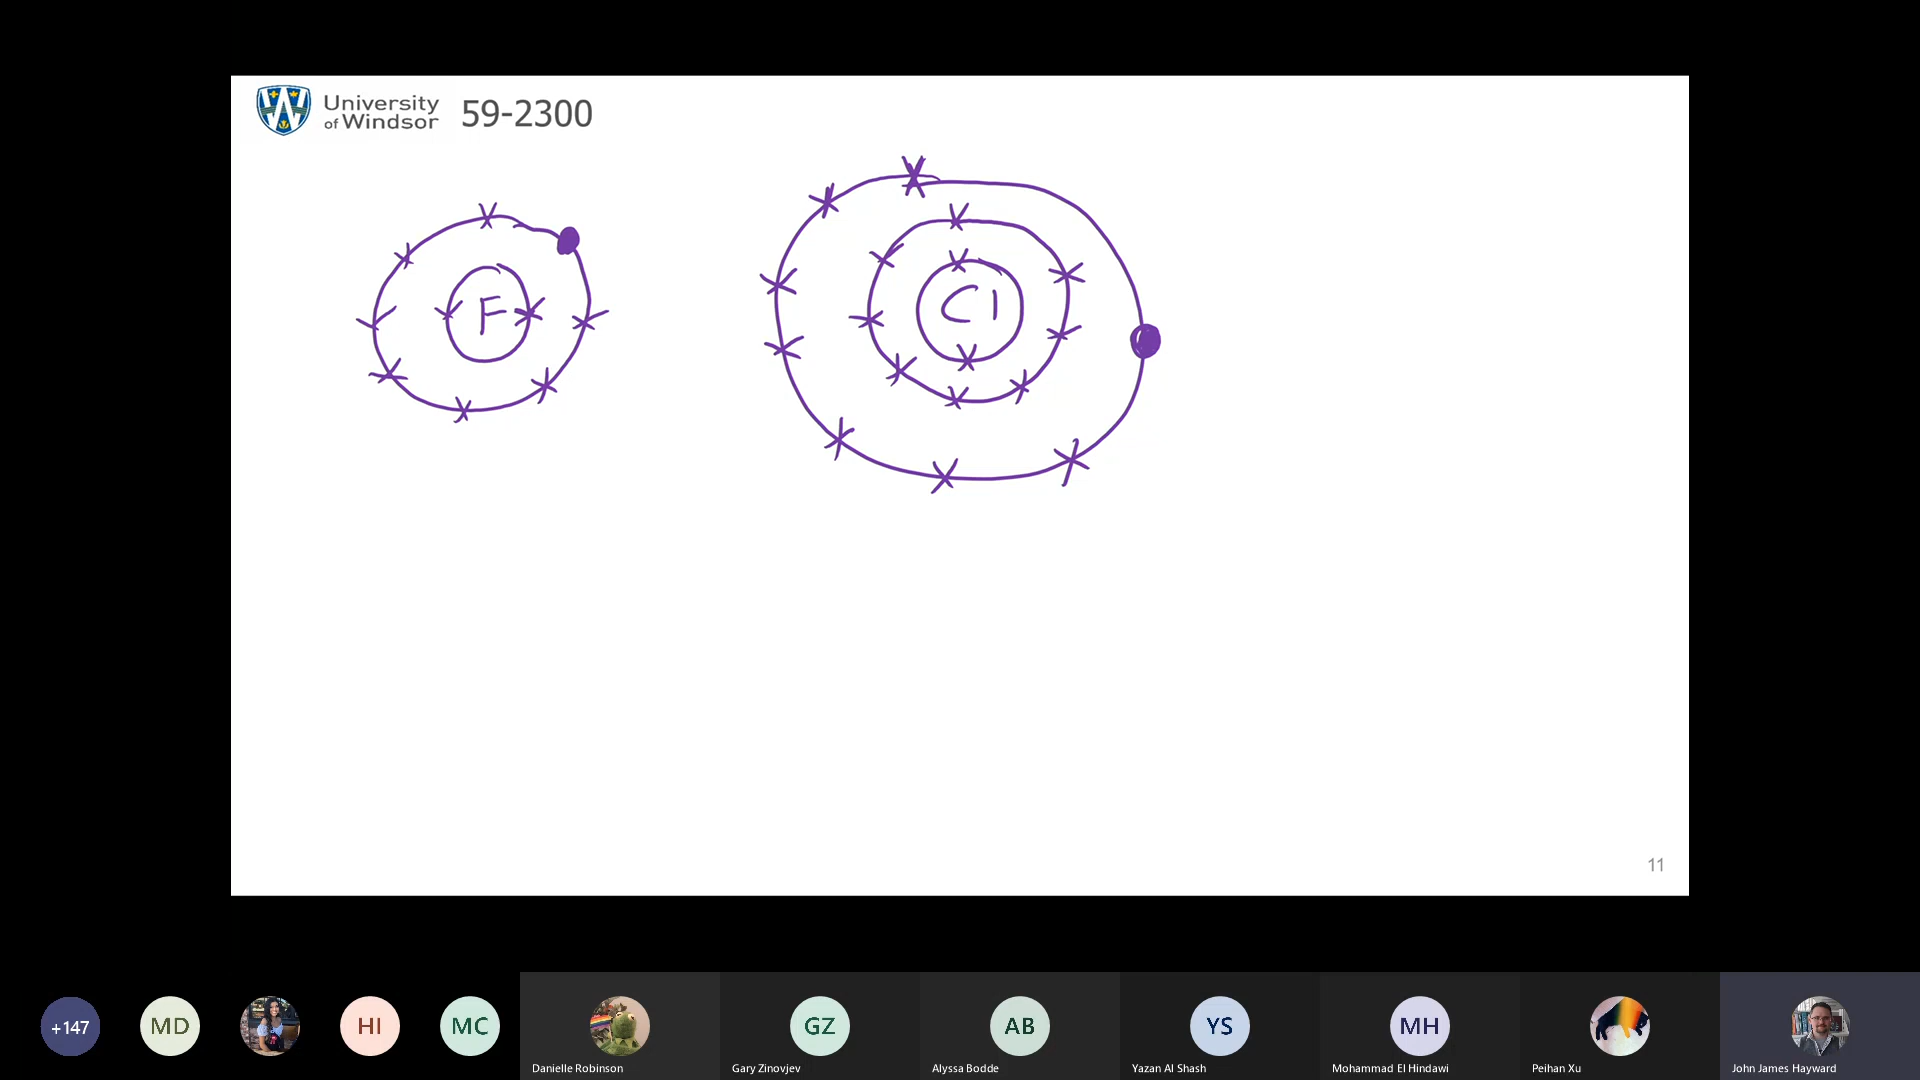 University
of Windsor
59-2300
F
Cl
11
+147
MD
HI
MC
GZ
AB
YS
MH
Danielle Robinson
Gary Zinovjev
Alyssa Bodde
Yazan Al Shash
Mohammad El Hindawi
Peihan Xu
John James Hayward